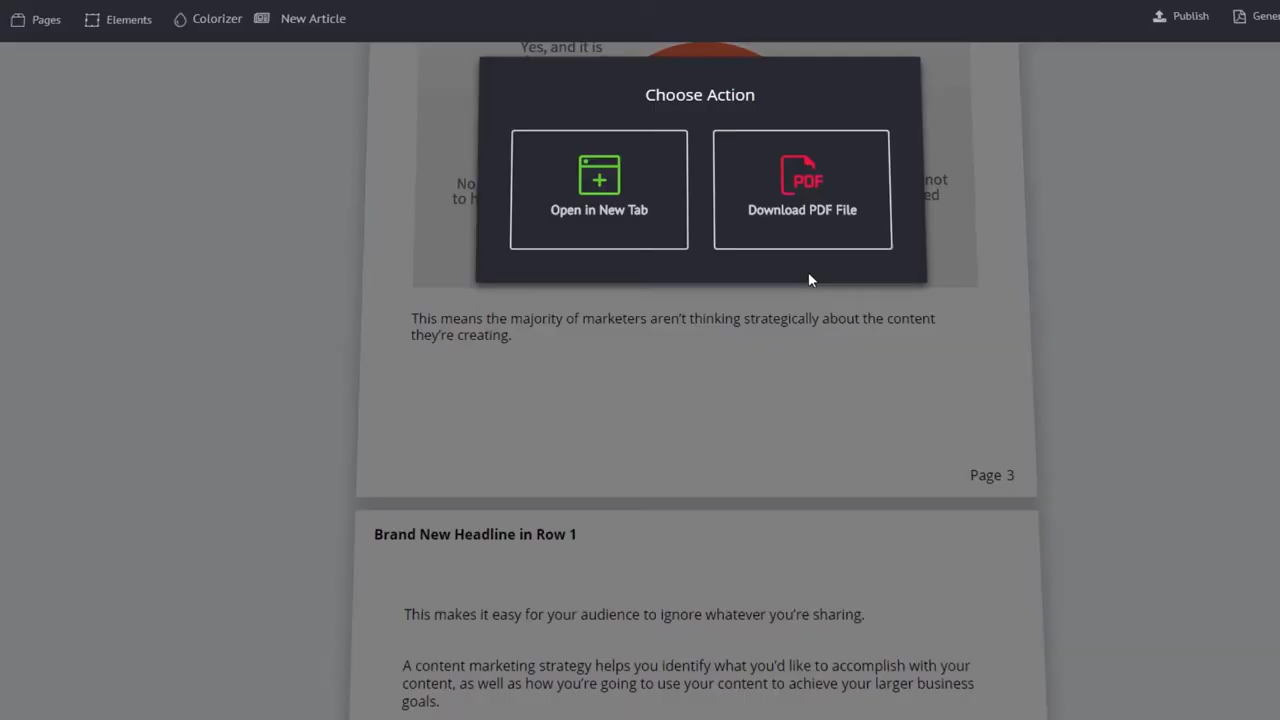 Pages Elements Colorizer New Article Publish
Yes, and it is
Choose Action
Open in New Tab Download PDF File
PDF
No not
to
This means the majority of marketers aren't thinking strategically about the content
they're creating.
Page 3
Brand New Headline in Row 1
This makes it easy for your audience to ignore whatever you're sharing.
A content marketing strategy helps you identify what you'd like to accomplish with your
content, as well as how you're going to use your content to achieve your larger business
goals.